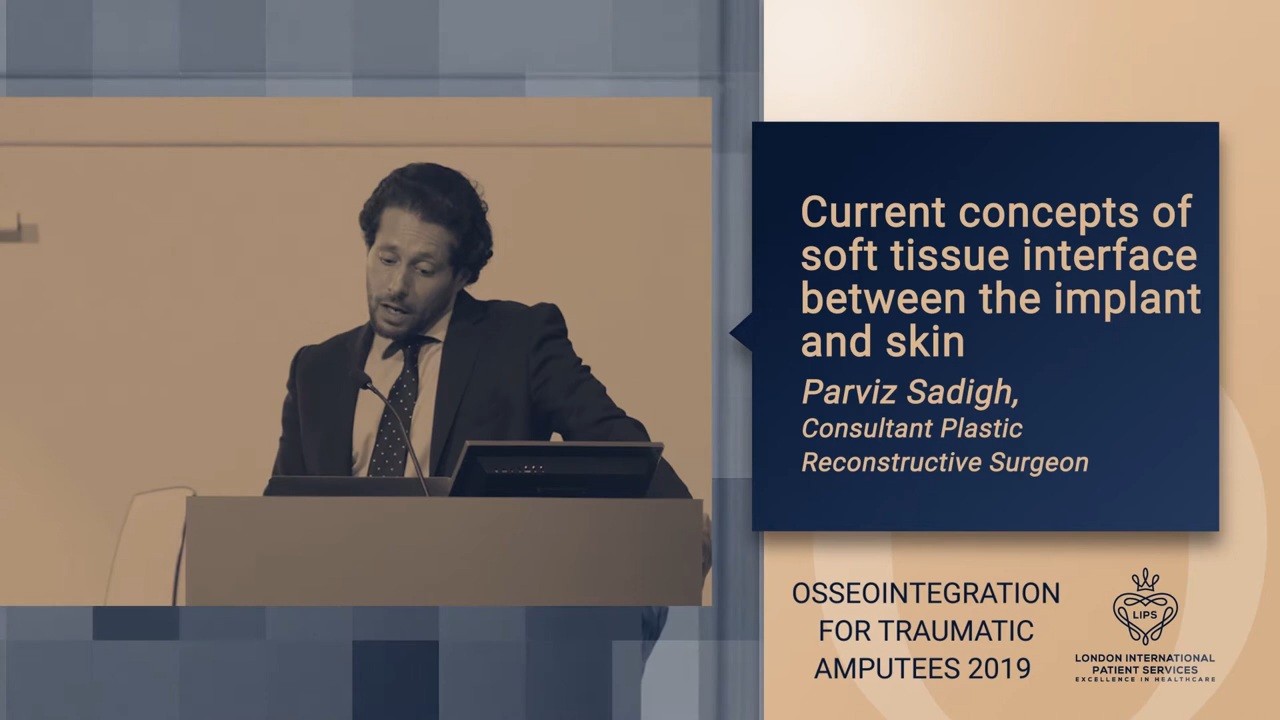 Current concepts of
soft tissue interface
between the implant
and skin
Parviz Sadigh,
Consultant Plastic
Reconstructive Surgeon
OSSEOINTEGRATION
FOR TRAUMATIC
AMPUTEES 2019
LIPS
LONDON INTERNATIONAL
PATIENT SERVICES
EXCELLENCE IN HEALTHCARE